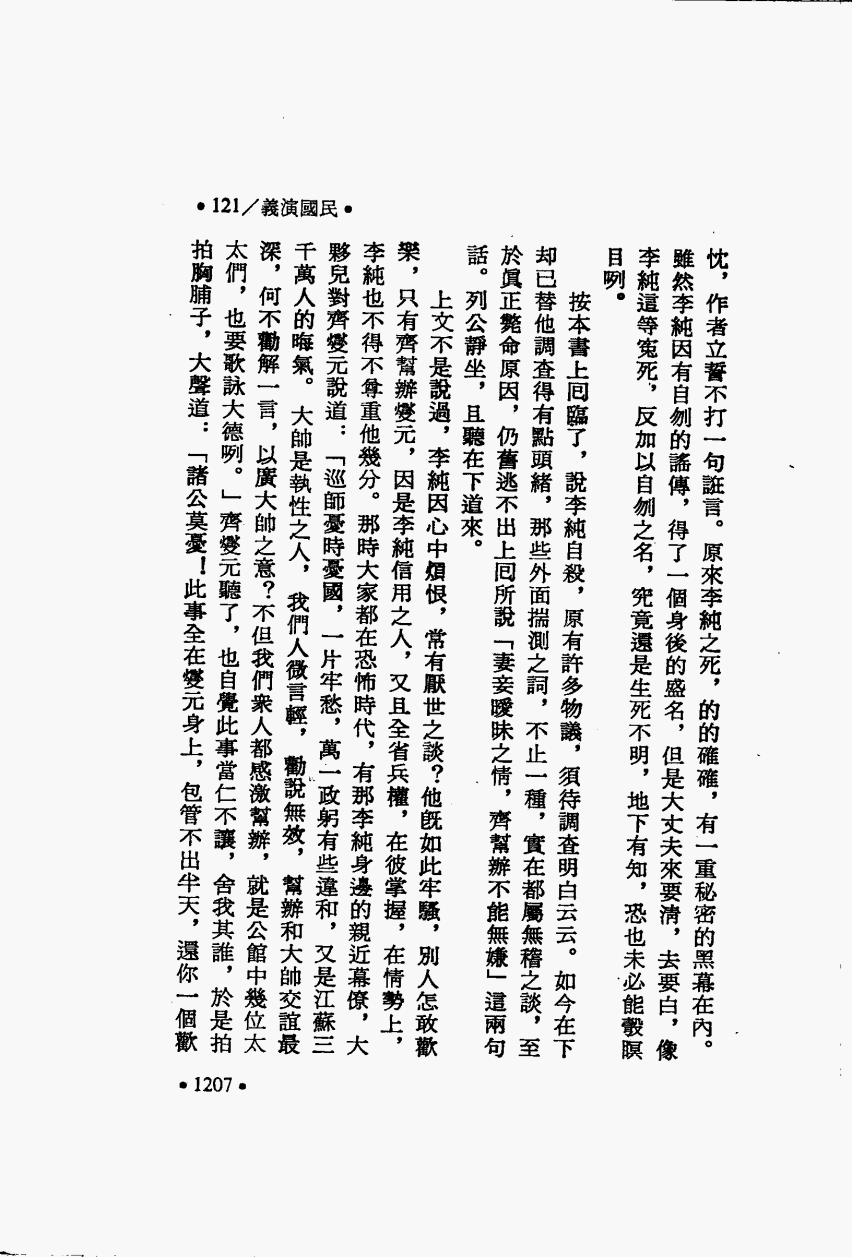 •121／義演國民•
忱，作者立誓不打一句誑言。原來李純之死，的的確確，有一重秘密的黑幕在內。
雖然李純因有自刎的謠傳，得了一個身後的盛名，但是大丈夫來要清，去要白，像
李純這等寃死，反加以自刎之名，究竟還是生死不明，地下有知，恐也未必能彀瞑
目咧。
按本書上囘臨了，說李純自殺，原有許多物議，須待調查明白云云。如今在下
却已替他調查得有點頭緒，那些外面揣測之詞，不止一種，實在都屬無稽之談，至
於眞正斃命原因，仍舊逃不出上囘所說「妻妾曖昧之情，齊幫辦不能無嫌」這兩句
話。列公靜坐，且聽在下道來。
上文不是說過，李純因心中煩恨，常有厭世之談？他旣如此牢騷，別人怎敢歡
樂，只有齊幫辦燮元，因是李純信用之人，又且全省兵權，在彼掌握，在情勢上，
李純也不得不尊重他幾分。那時大家都在恐怖時代，有那李純身邊的親近幕僚，大
夥兒對齊燮元說道：「巡帥憂時憂國，一片牢愁，萬一政躬有些違和，又是江蘇三
千萬人的晦氣。大帥是執性之人，我們人微言輕，勸說無效，幫辦和大帥交誼最
深，何不勸解一言，以廣大帥之意？不但我們衆人都感激幫辦，就是公館中幾位太
太們，也要歌詠大德咧。」齊燮元聽了，也自覺此事當仁不讓，舍我其誰，於是拍
拍胸脯子，大聲道：「諸公莫憂！此事全在燮元身上，包管不出半天，還你一個歡
•1207•